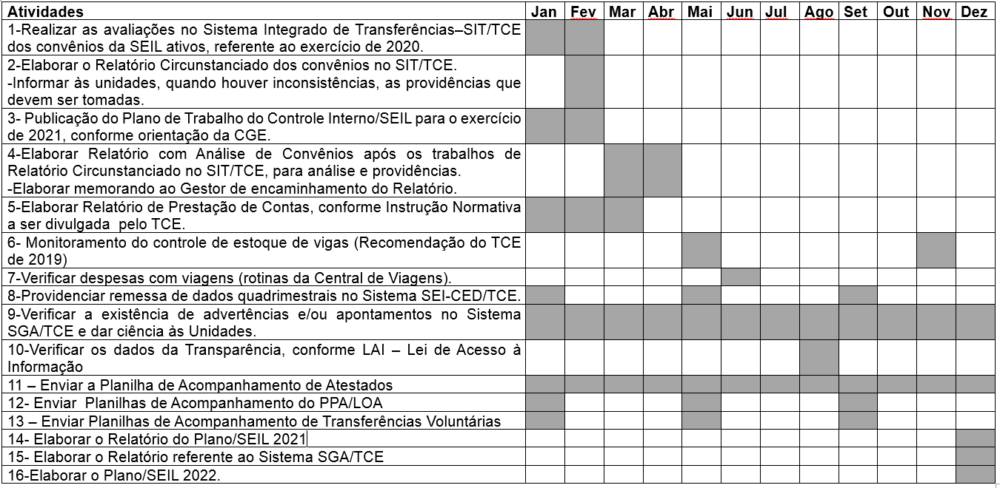 Atividades Jan Fev Mar Abr Mai Jun Jul Ago Set Out Nov Dez
1-Realizar as avaliações no Sistema Integrado de Transferências–SIT/TCE
dos convênios da SEIL ativos, referente ao exercício de 2020.
2-Elaborar o Relatório Circunstanciado dos convênios no SIT/TCE.
-Informar às unidades, quando houver inconsistências, as providências que
devem ser tomadas.
3- Publicação do Plano de Trabalho do Controle Interno/SEIL para o exercício
de 2021, conforme orientação da CGE.
4-Elaborar Relatório com Análise de Convênios após os trabalhos de
Relatório Circunstanciado no SIT/TCE, para análise e providências.
-Elaborar memorando ao Gestor de encaminhamento do Relatório.
5-Elaborar Relatório de Prestação de Contas, conforme Instrução Normativa
a ser divulgada  pelo TCE.
6- Monitoramento do controle de estoque de vigas (Recomendação do TCE
de 2019)
7-Verificar despesas com viagens (rotinas da Central de Viagens).
8-Providenciar remessa de dados quadrimestrais no Sistema SEI-CED/TCE.
9-Verificar a existência de advertências e/ou apontamentos no Sistema
SGA/TCE e dar ciência às Unidades.
10-Verificar os dados da Transparência, conforme LAI – Lei de Acesso à
Informação
11 – Enviar a Planilha de Acompanhamento de Atestados
12- Enviar  Planilhas de Acompanhamento do PPA/LOA
13 – Enviar Planilhas de Acompanhamento de Transferências Voluntárias
14- Elaborar o Relatório do Plano/SEIL 2021
15- Elaborar o Relatório referente ao Sistema SGA/TCE
16-Elaborar o Plano/SEIL 2022.